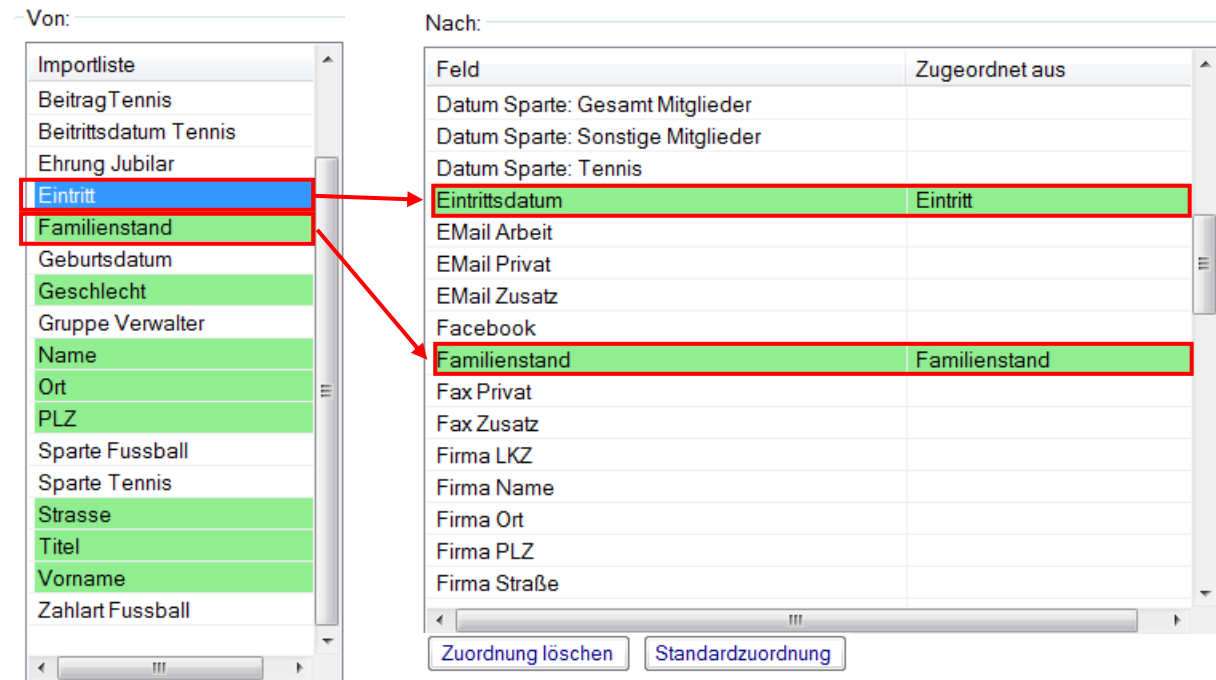 Von:
Importliste
BeitragTennis
Beitrittsdatum Tennis
Ehrung Jubilar
Eintritt
Familienstand
Geburtsdatum
Geschlecht
Gruppe Verwalter
Name
Ort
PLZ
Sparte Fussball
Sparte Tennis
Strasse
Titel
Vorname
Zahlart Fussball
Nach:
Feld Zugeordnet aus
Datum Sparte: Gesamt Mitglieder
Datum Sparte: Sonstige Mitglieder
Datum Sparte: Tennis
Eintrittsdatum Eintritt
EMail Arbeit
EMail Privat
EMail Zusatz
Facebook
Familienstand Familienstand
Fax Privat
Fax Zusatz
Firma LKZ
Firma Name
Firma Ort
Firma PLZ
Firma Straße
Zuordnung löschen Standardzuordnung